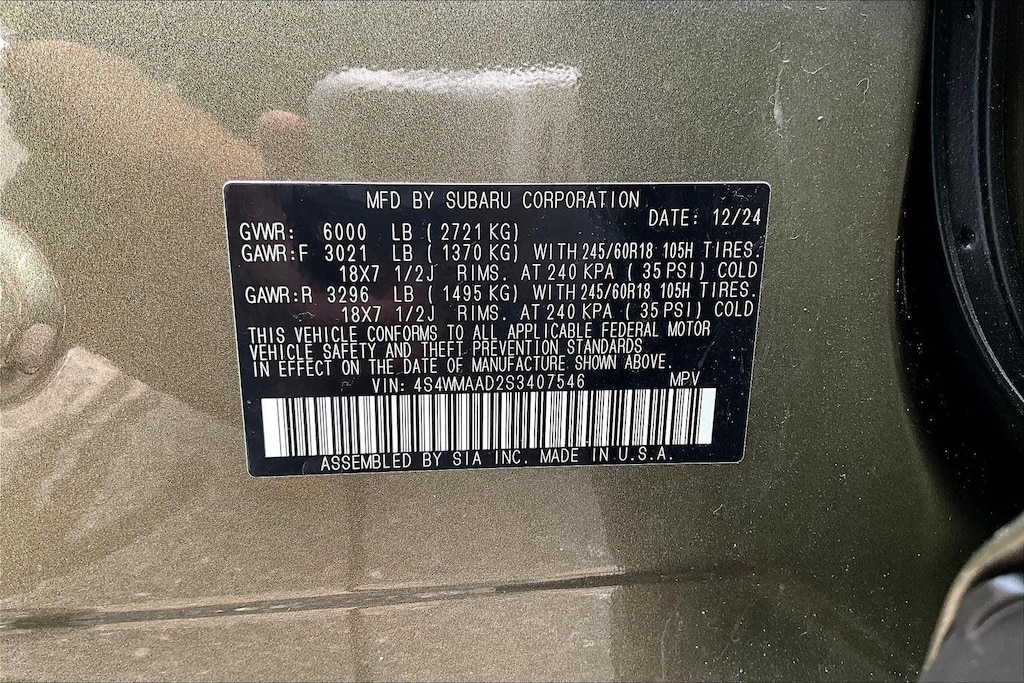 MFD BY SUBARU CORPORATION
DATE: 12/24
GVWR: 6000 LB ( 2721 KG)
GAWR:F 3021 LB ( 1370 KG) WITH 245/60R18 105H TIRES.
18X7 1/2J RIMS. AT 240 KPA ( 35 PSI) COLD
GAWR:R 3296 LB ( 1495 KG) WITH 245/60R18 105H TIRES.
18X7 1/2J RIMS. AT 240 KPA ( 35 PSI) COLD
THIS VEHICLE CONFORMS TO ALL APPLICABLE FEDERAL MOTOR
VEHICLE SAFETY AND THEFT PREVENTION STANDARDS
IN EFFECT ON THE DATE OF MANUFACTURE SHOWN ABOVE.
VIN: 4S4WMAAD2S3407546 MPV
ASSEMBLED BY SIA INC. MADE IN U.S.A.